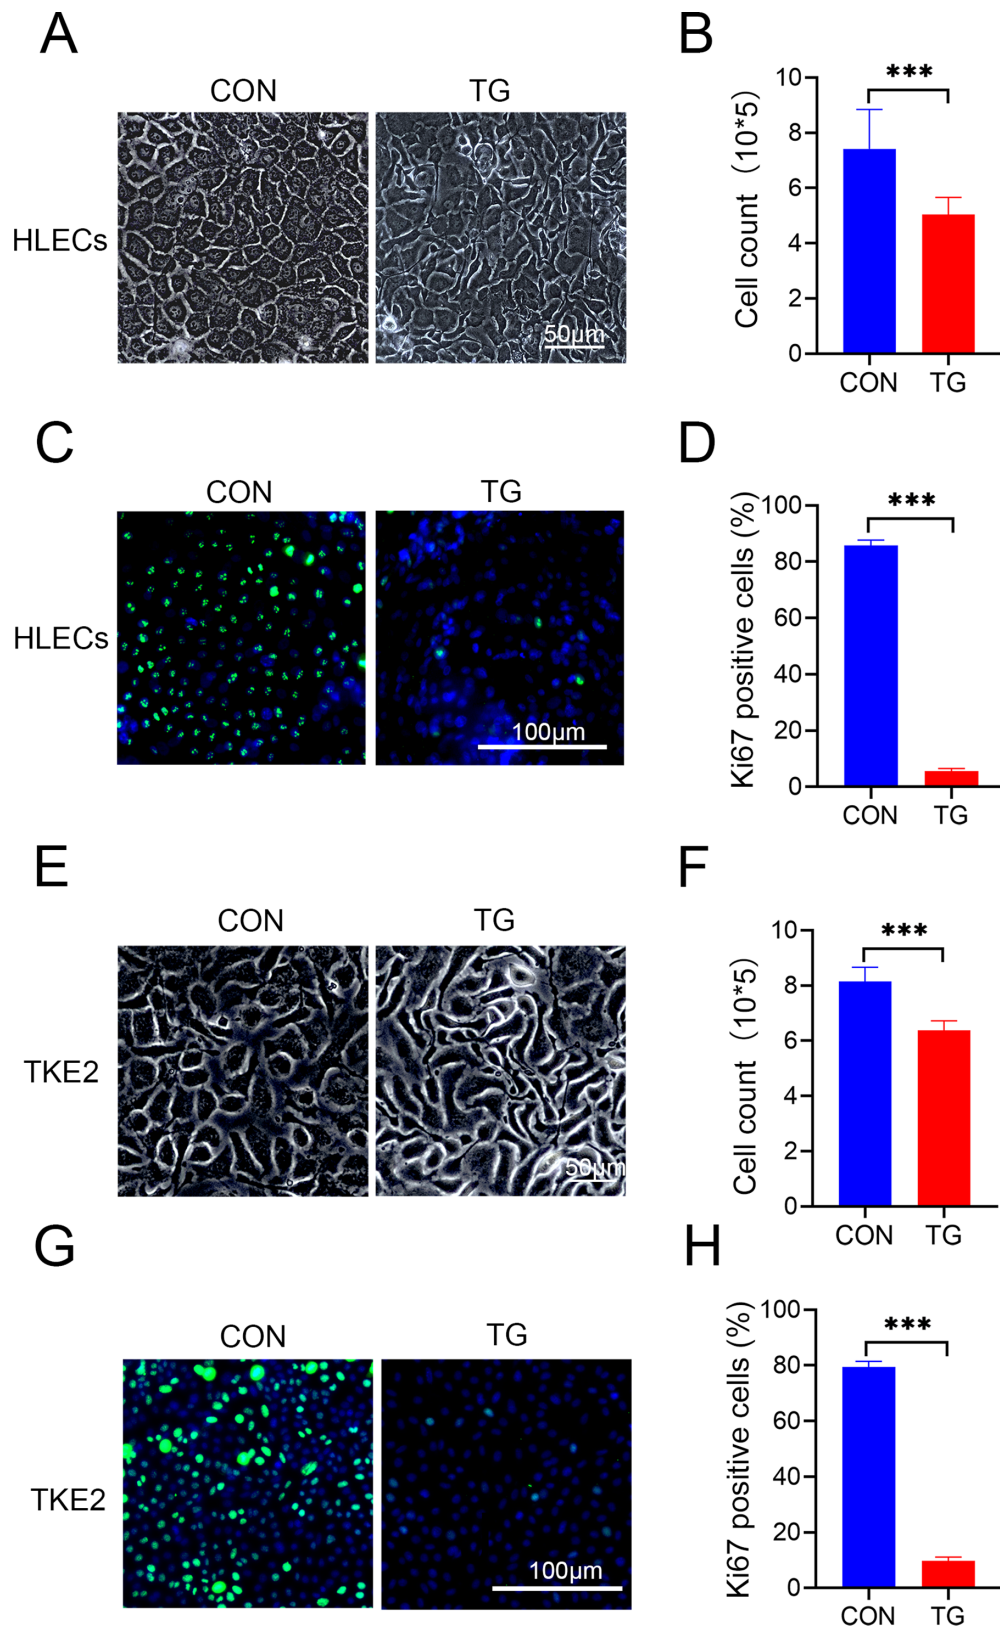 A
CON
TG
HLECs
50μm
B
Cell count（10*5）
10
8
6
4
2
0
***
CON
TG
C
CON
TG
HLECs
100μm
D
Ki67 positive cells (%)
100
80
60
40
20
0
***
CON
TG
E
CON
TG
TKE2
50μm
F
Cell count（10*5）
10
8
6
4
2
0
***
CON
TG
G
CON
TG
TKE2
100μm
H
Ki67 positive cells (%)
100
80
60
40
20
0
***
CON
TG